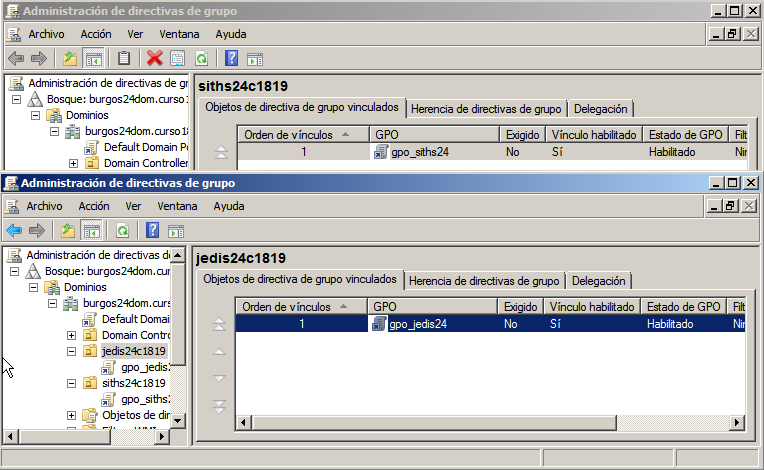 Administración de directivas de grupo
Archivo Acción Ver Ventana Ayuda
Administración de directivas de gr
Bosque: burgos24dom.curso1
Dominios
burgos24dom.curso1
Default Domain Po
Domain Controller
siths24c1819
Objetos de directiva de grupo vinculados Herencia de directivas de grupo Delegación
Orden de vínculos GPO Exigido Vínculo habilitado Estado de GPO Filt
1 gpo_siths24 No Sí Habilitado Nin
Administración de directivas de grupo
Archivo Acción Ver Ventana Ayuda
Administración de directivas d
Bosque: burgos24dom.curs
Dominios
burgos24dom.curs
Default Domai
Domain Contro
jedis24c1819
gpo_jedis2
siths24c1819
gpo_siths2
Objetos de dir
jedis24c1819
Objetos de directiva de grupo vinculados Herencia de directivas de grupo Delegación
Orden de vínculos GPO Exigido Vínculo habilitado Estado de GPO Filt
1 gpo_jedis24 No Sí Habilitado Nin